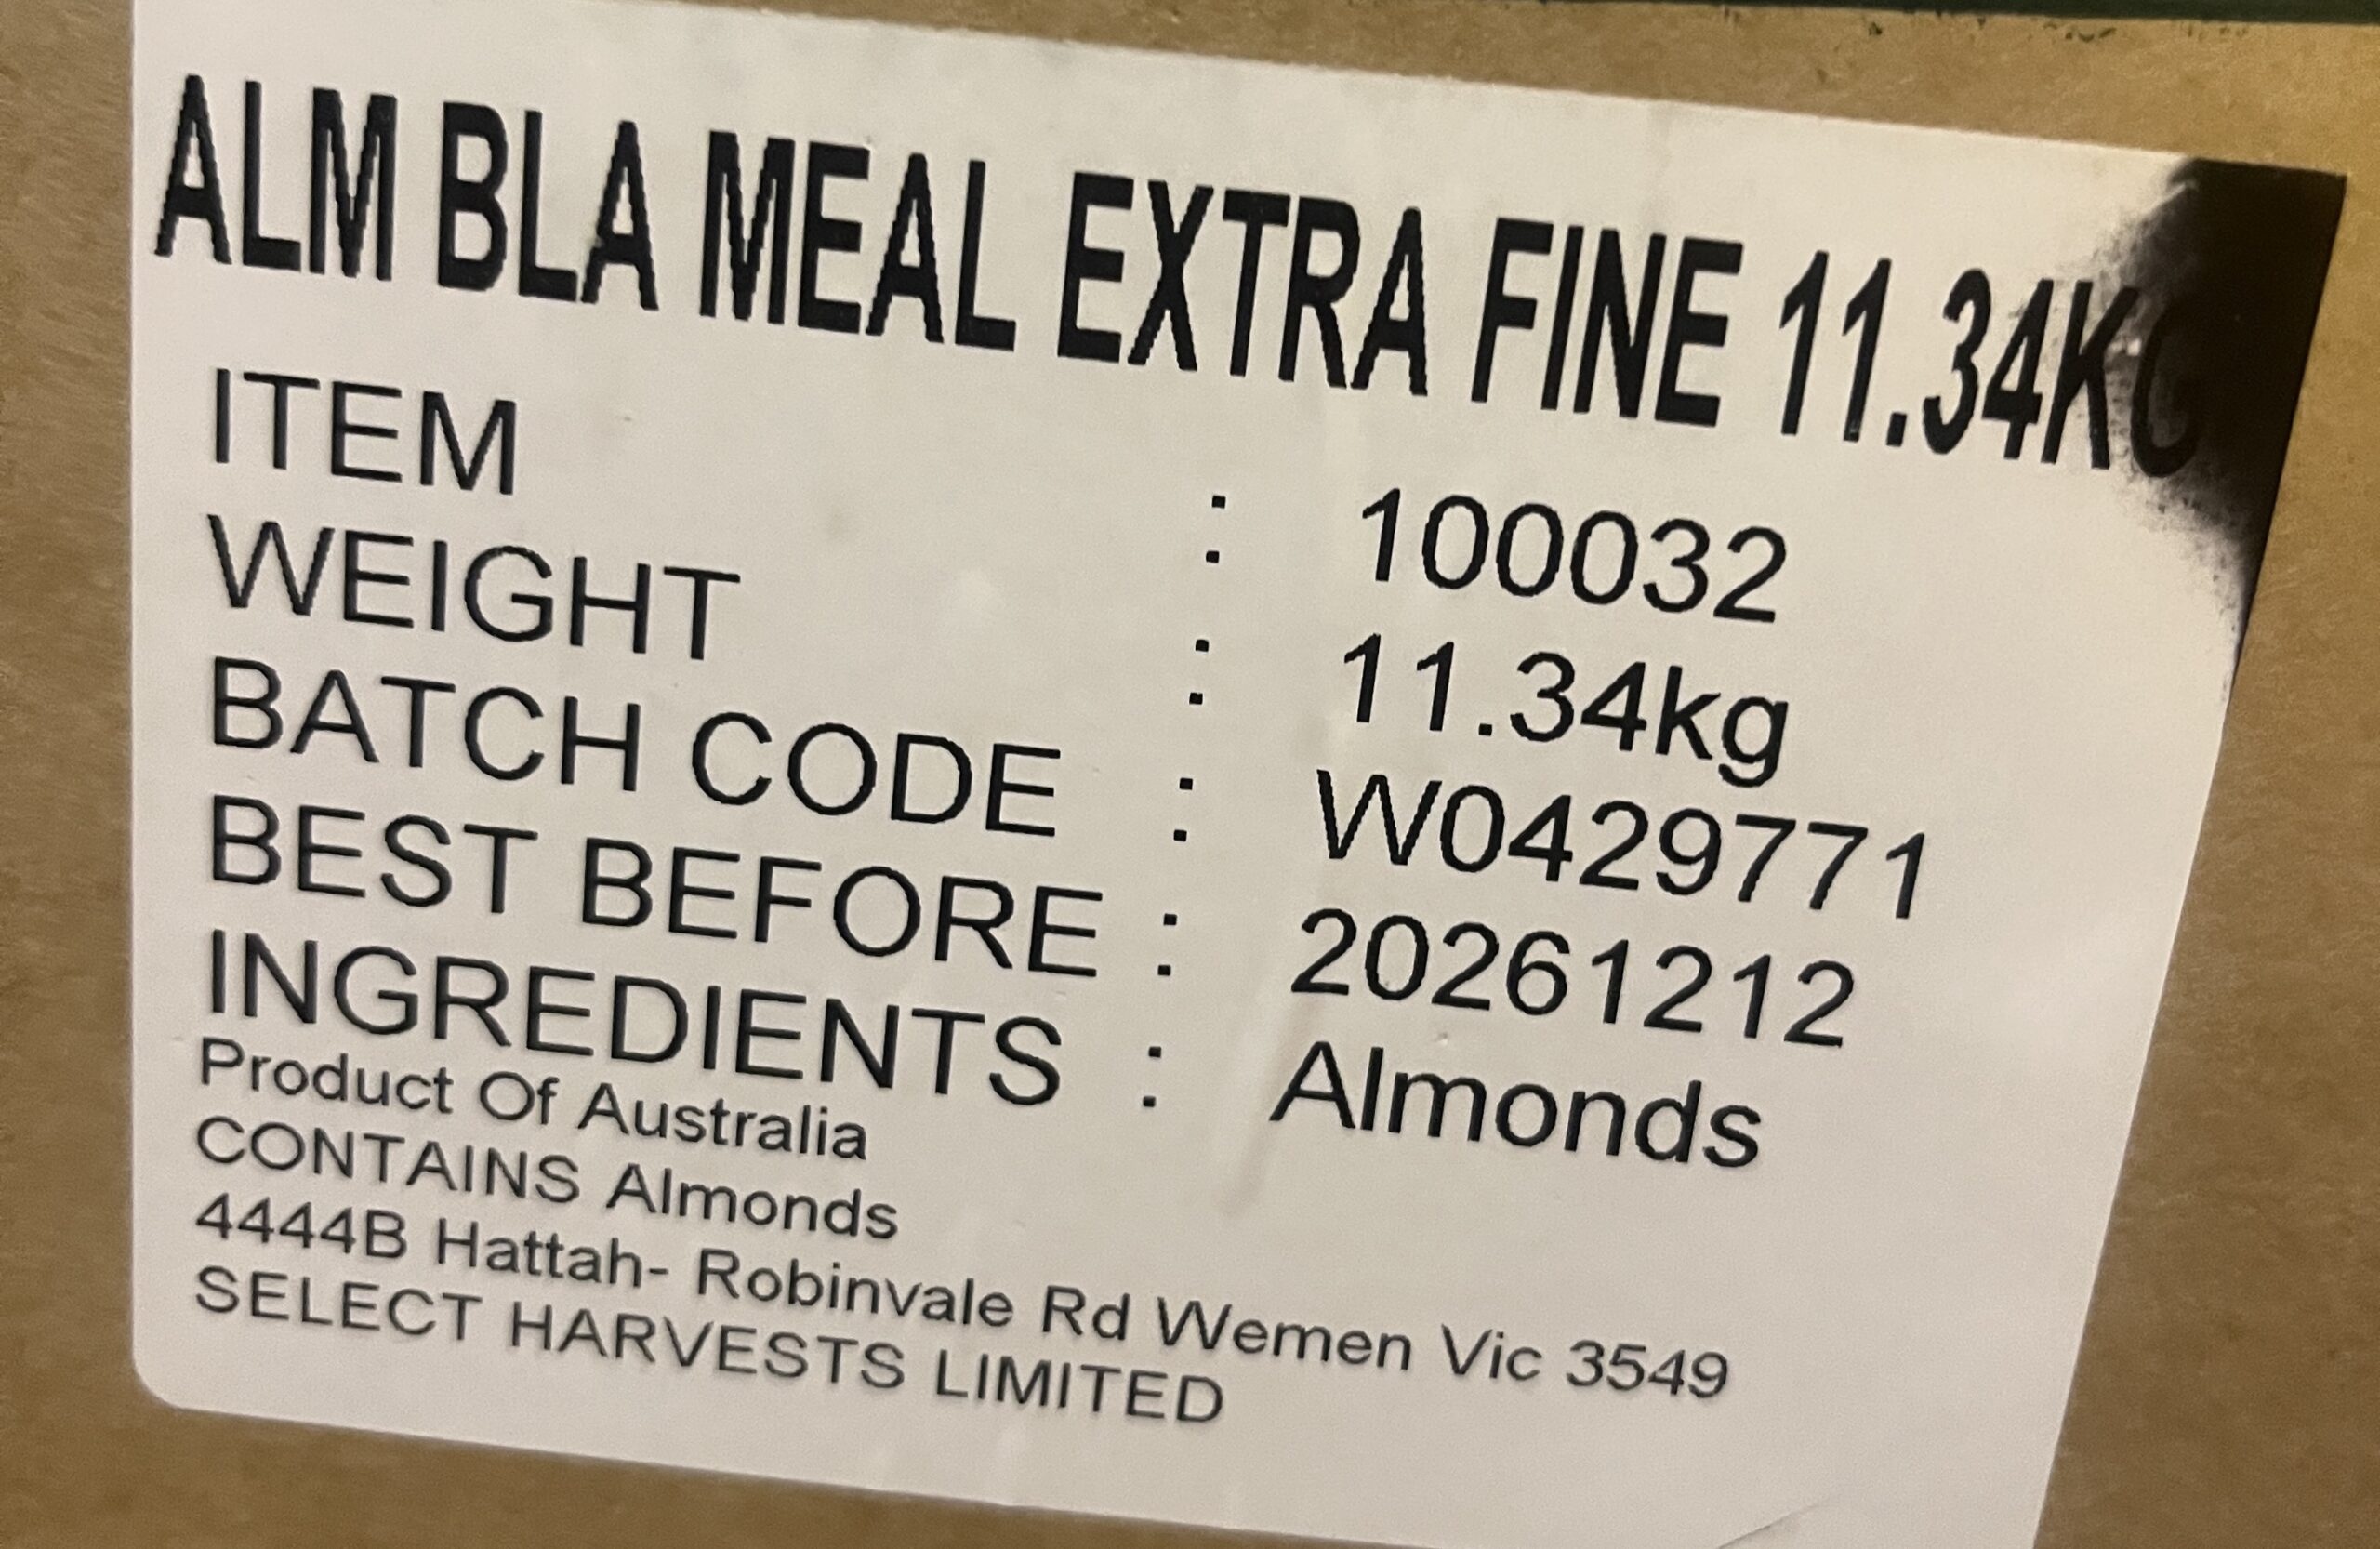 ALM BLA MEAL EXTRA FINE 11.34KG
ITEM : 100032
WEIGHT : 11.34kg
BATCH CODE : W0429771
BEST BEFORE : 20261212
INGREDIENTS : Almonds
Product Of Australia
CONTAINS Almonds
4444B Hattah- Robinvale Rd Wemen Vic 3549
SELECT HARVESTS LIMITED